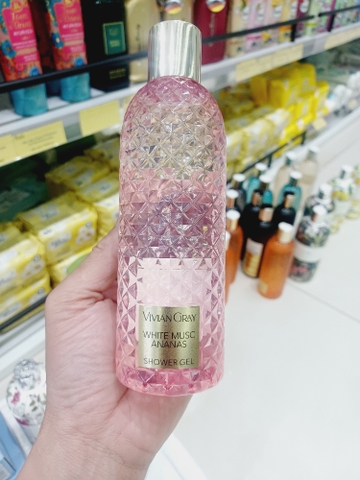 VIVIAN GRAY
WHITE MUSC
ANANAS
SHOWER GEL